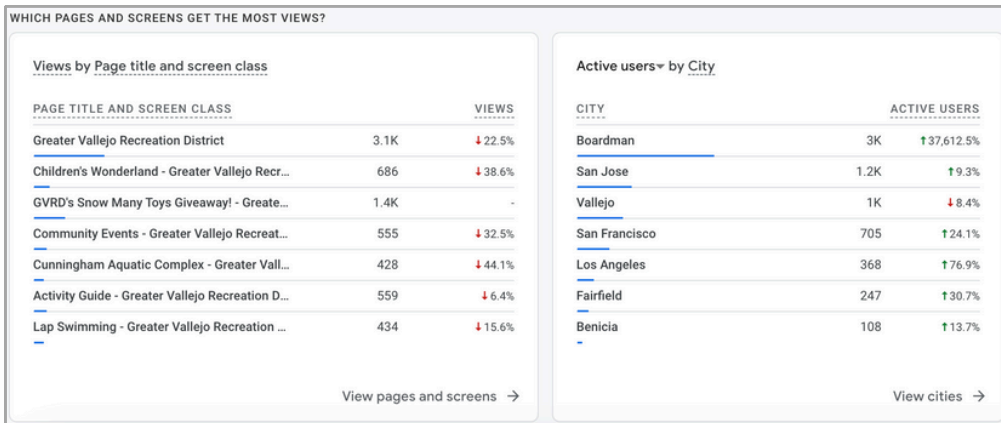 WHICH PAGES AND SCREENS GET THE MOST VIEWS?
Views by Page title and screen class
PAGE TITLE AND SCREEN CLASS VIEWS
Greater Vallejo Recreation District 3.1K ↓22.5%
Children's Wonderland - Greater Vallejo Recr... 686 ↓38.6%
GVRD's Snow Many Toys Giveaway! - Greate... 1.4K -
Community Events - Greater Vallejo Recreat... 555 ↓32.5%
Cunningham Aquatic Complex - Greater Vall... 428 ↓44.1%
Activity Guide - Greater Vallejo Recreation D... 559 ↓6.4%
Lap Swimming - Greater Vallejo Recreation ... 434 ↓15.6%
View pages and screens →
Active users by City
CITY ACTIVE USERS
Boardman 3K ↑37,612.5%
San Jose 1.2K ↑9.3%
Vallejo 1K ↓8.4%
San Francisco 705 ↑24.1%
Los Angeles 368 ↑76.9%
Fairfield 247 ↑30.7%
Benicia 108 ↑13.7%
View cities →